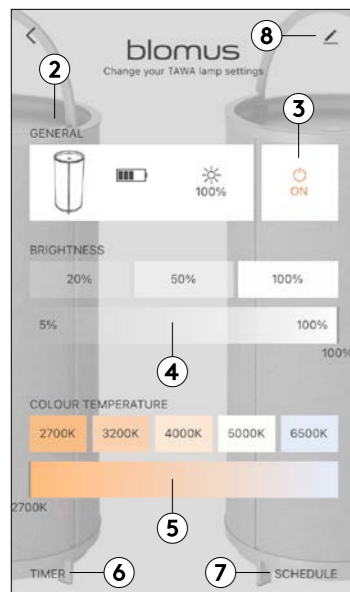 blomus
8
Change your TAWA lamp settings
2
3
GENERAL
100%
ON
BRIGHTNESS
20% 50% 100%
5% 100%
4
100%
COLOUR TEMPERATURE
2700K 3200K 4000K 5000K 6500K
5
2700K
TIMER 6 7 SCHEDULE